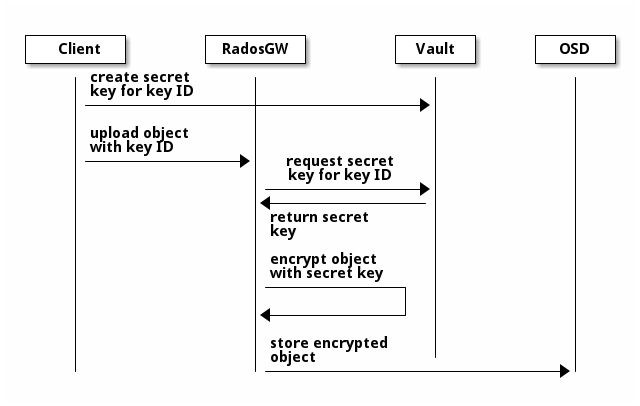 Client
RadosGW
Vault
OSD
create secret
key for key ID
upload object
with key ID
request secret
key for key ID
return secret
key
encrypt object
with secret key
store encrypted
object